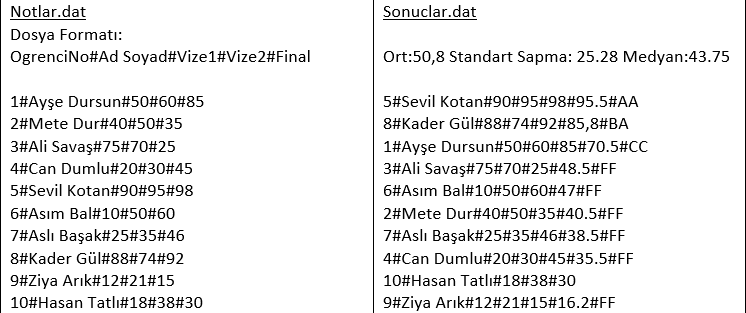 Notlar.dat
Dosya Formatı:
OgrenciNo#Ad Soyad#Vize1#Vize2#Final
1#Ayşe Dursun#50#60#85
2#Mete Dur#40#50#35
3#Ali Savaş#75#70#25
4#Can Dumlu#20#30#45
5#Sevil Kotan#90#95#98
6#Asım Bal#10#50#60
7#Aslı Başak#25#35#46
8#Kader Gül#88#74#92
9#Ziya Arık#12#21#15
10#Hasan Tatlı#18#38#30
Sonuclar.dat
Ort:50,8 Standart Sapma: 25.28 Medyan:43.75
5#Sevil Kotan#90#95#98#95.5#AA
8#Kader Gül#88#74#92#85,8#BA
1#Ayşe Dursun#50#60#85#70.5#CC
3#Ali Savaş#75#70#25#48.5#FF
6#Asım Bal#10#50#60#47#FF
2#Mete Dur#40#50#35#40.5#FF
7#Aslı Başak#25#35#46#38.5#FF
4#Can Dumlu#20#30#45#35.5#FF
10#Hasan Tatlı#18#38#30
9#Ziya Arık#12#21#15#16.2#FF